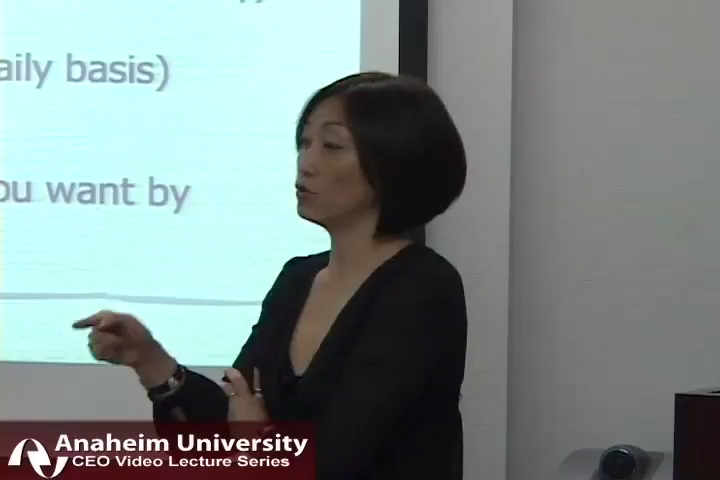 aily basis)
ou want by
Anaheim University
CEO Video Lecture Series